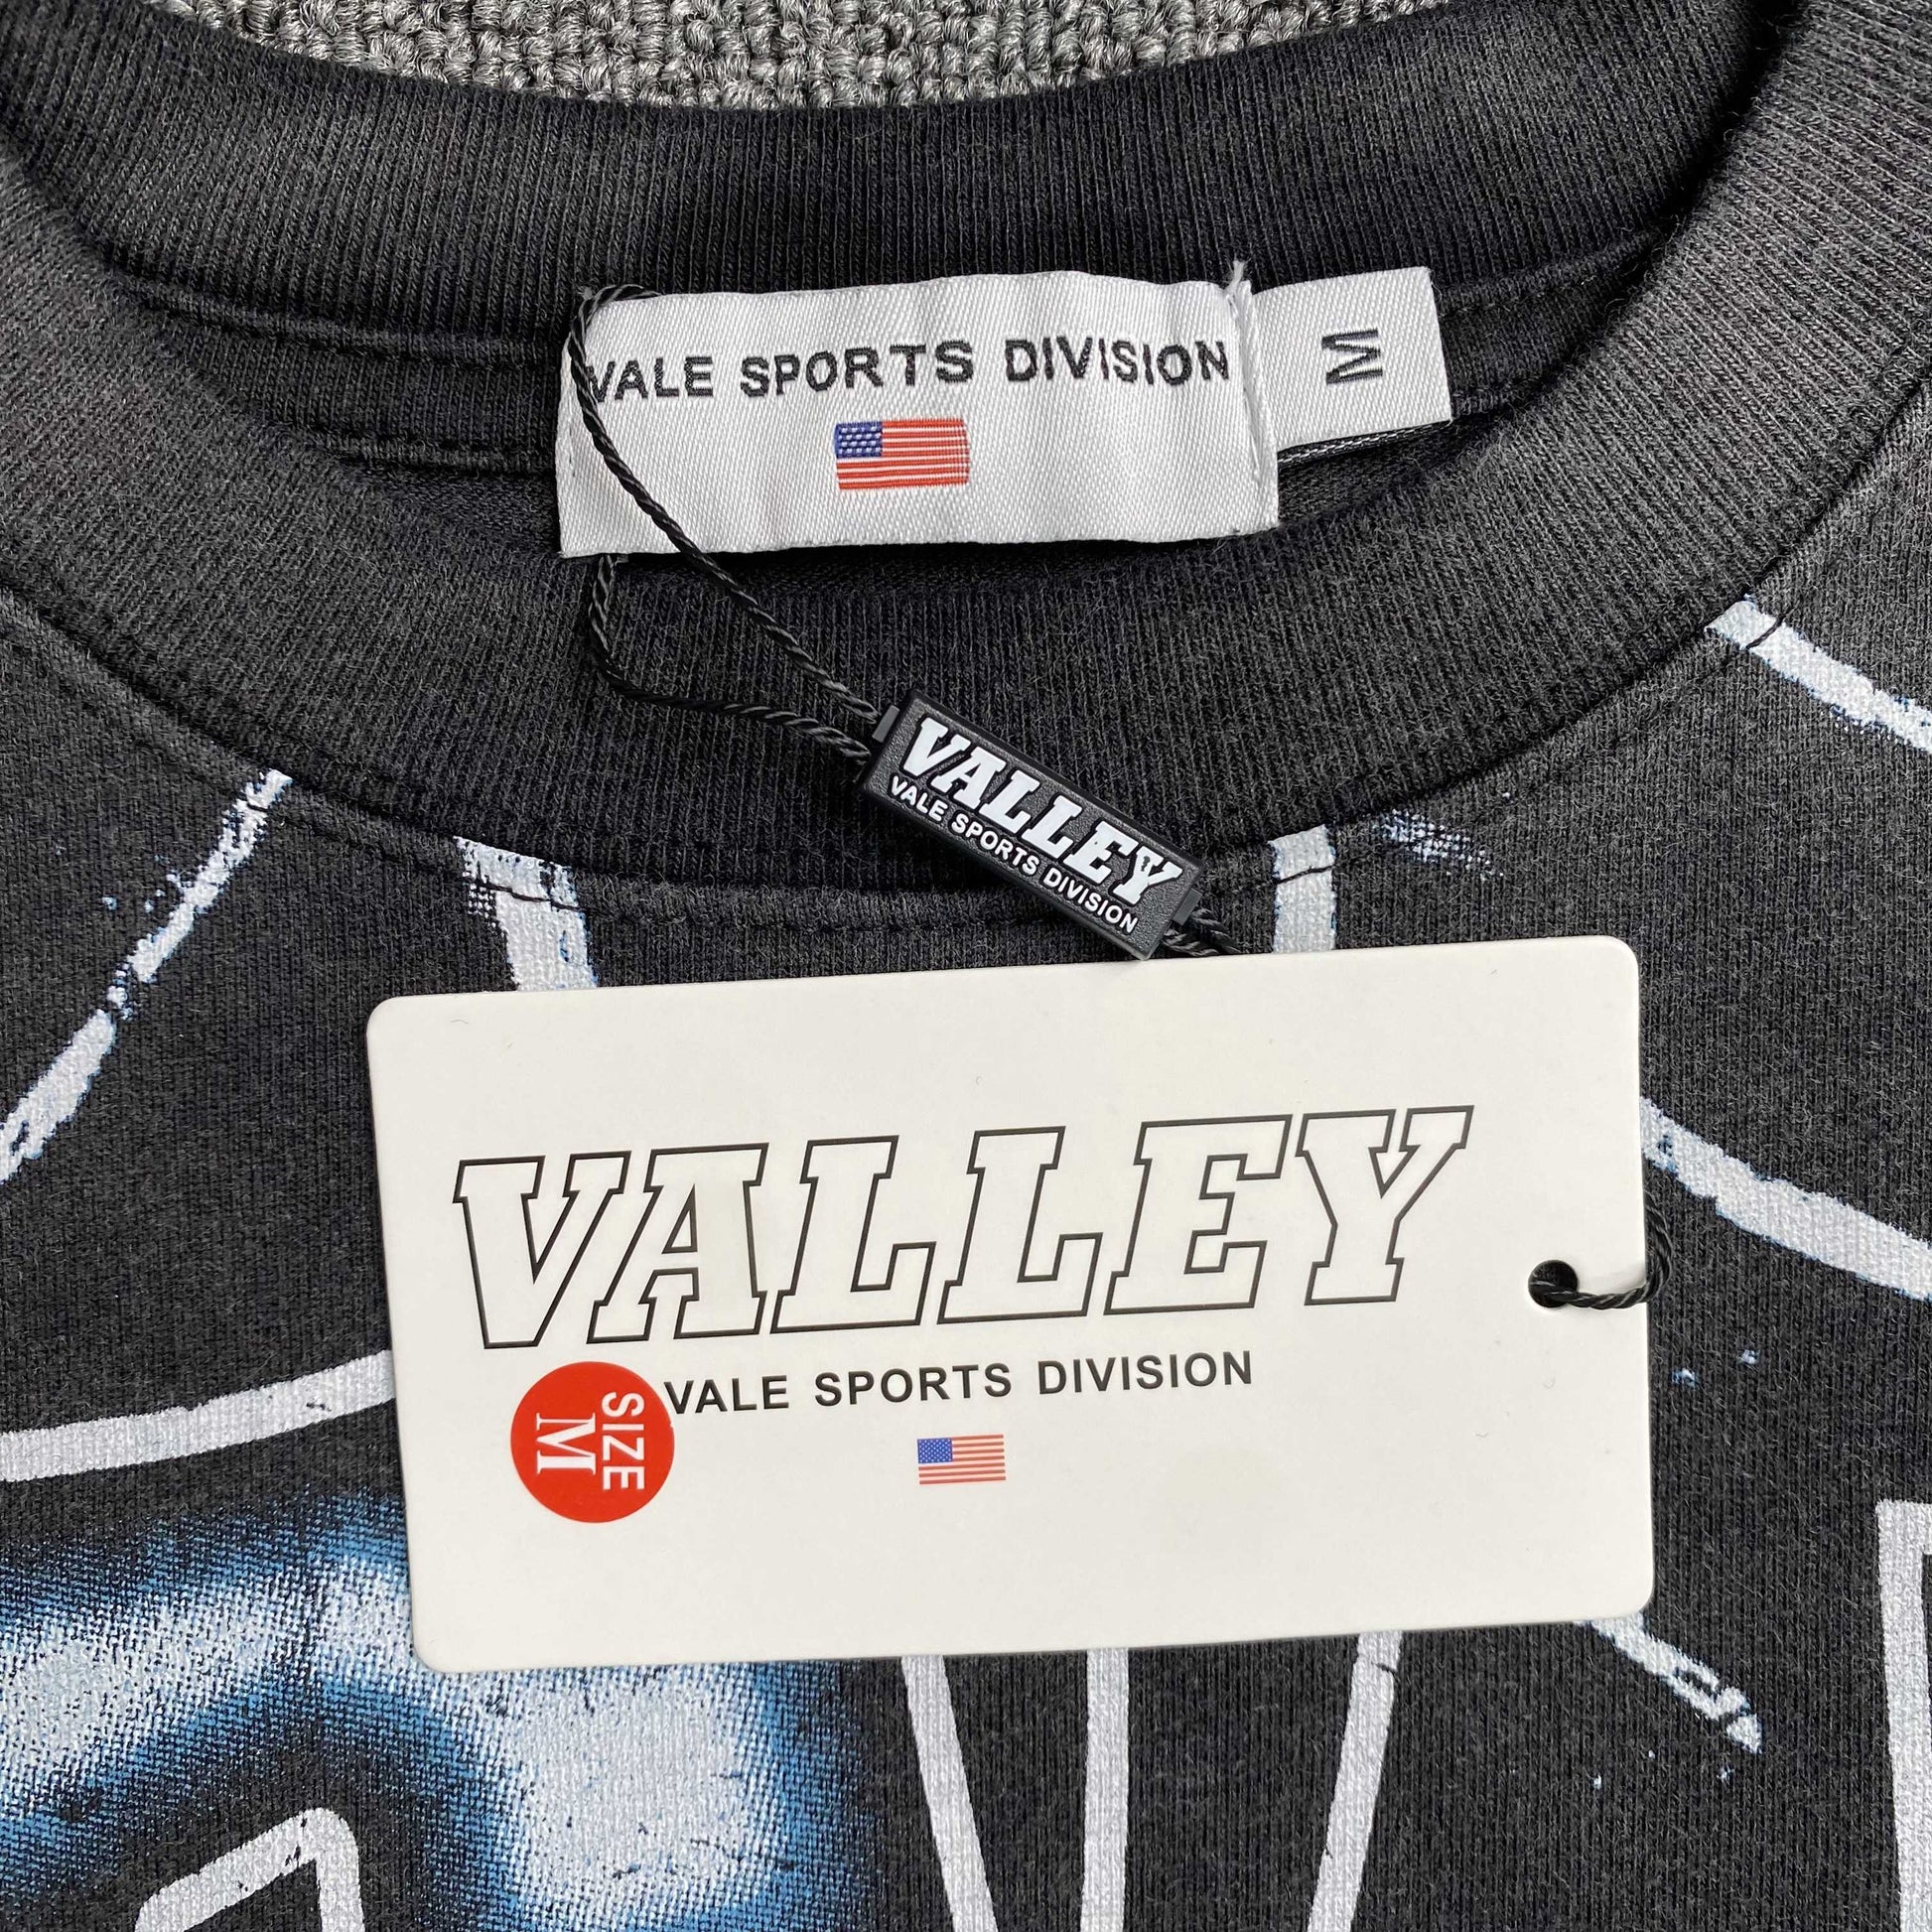 VALE SPORTS DIVISION
M
VALLEY
VALE SPORTS DIVISION
VALLEY
VALE SPORTS DIVISION
SIZE
M